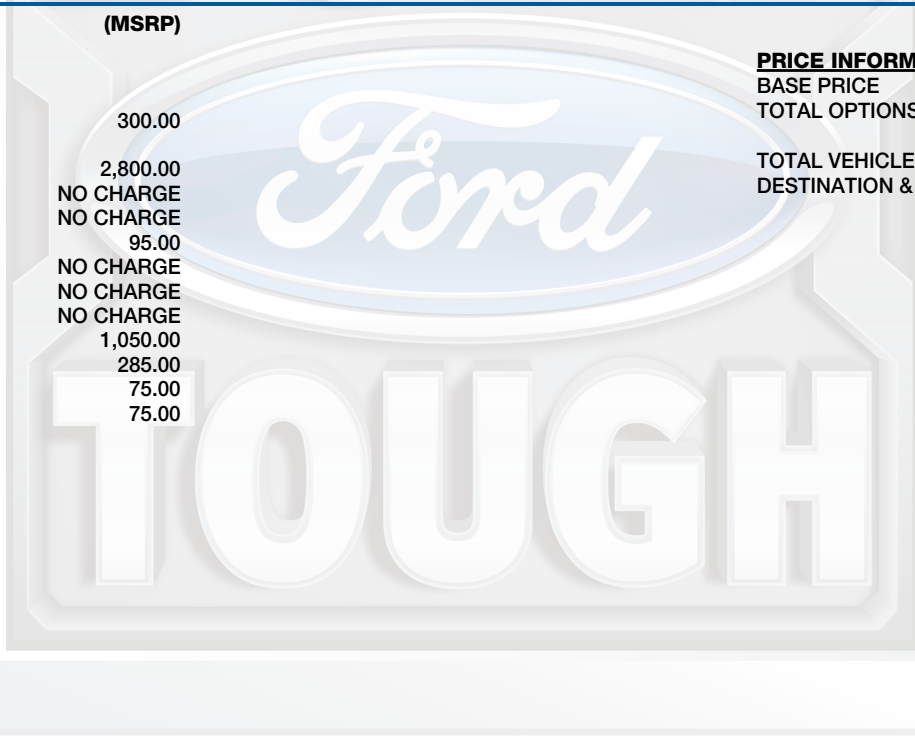 (MSRP)
300.00
2,800.00
NO CHARGE
NO CHARGE
95.00
NO CHARGE
NO CHARGE
NO CHARGE
1,050.00
285.00
75.00
75.00
PRICE INFORM
BASE PRICE
TOTAL OPTIONS
TOTAL VEHICLE
DESTINATION &
Ford
TOUGH